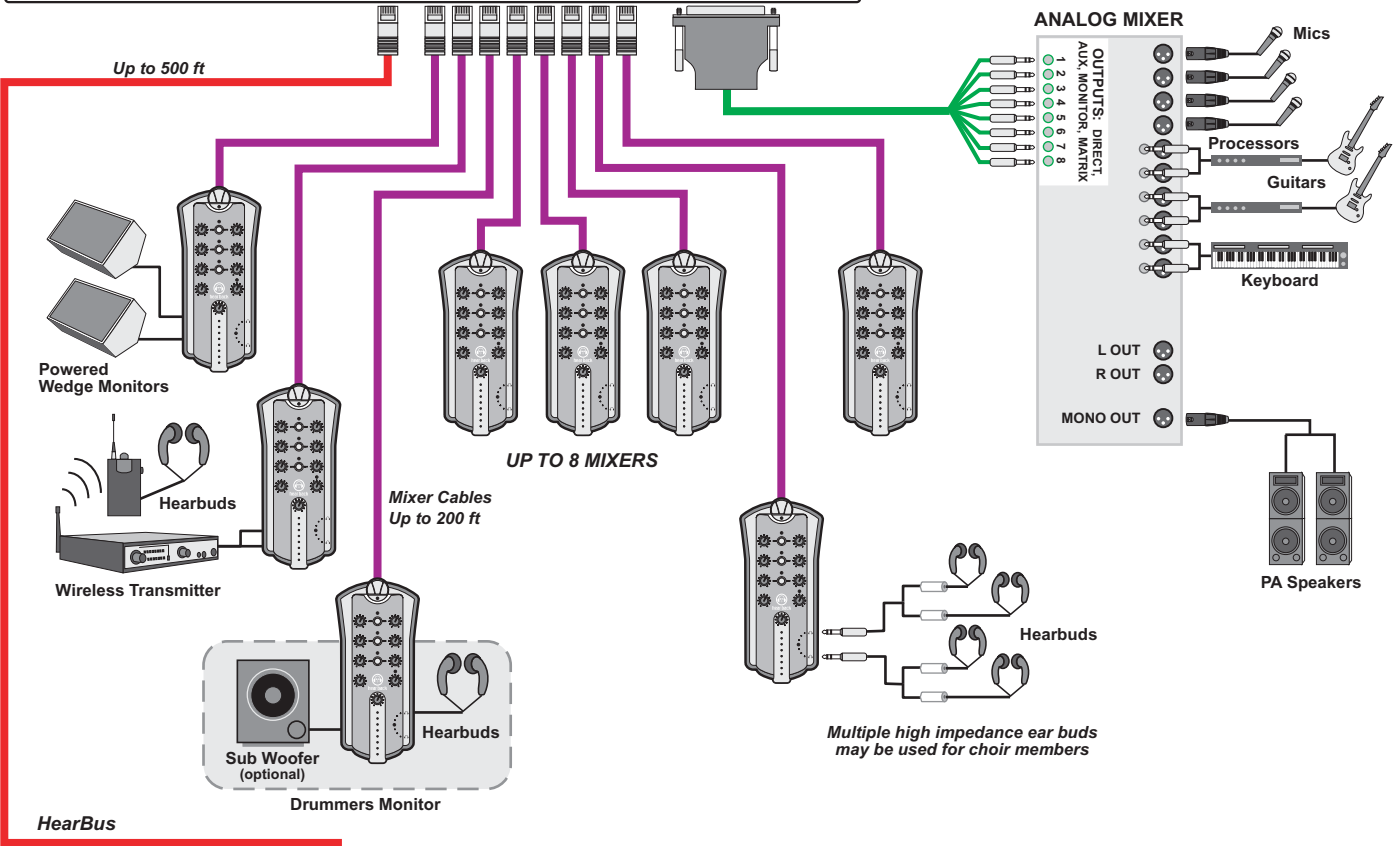 ANALOG MIXER
Mics
Up to 500 ft
OUTPUTS: DIRECT,
AUX, MONITOR, MATRIX
1
2
3
4
5
6
7
8
Processors
Guitars
Keyboard
L OUT
R OUT
MONO OUT
Powered
Wedge Monitors
UP TO 8 MIXERS
Hearbuds
Mixer Cables
Up to 200 ft
Wireless Transmitter
PA Speakers
Hearbuds
Hearbuds
Sub Woofer
(optional)
Multiple high impedance ear buds
may be used for choir members
Drummers Monitor
HearBus